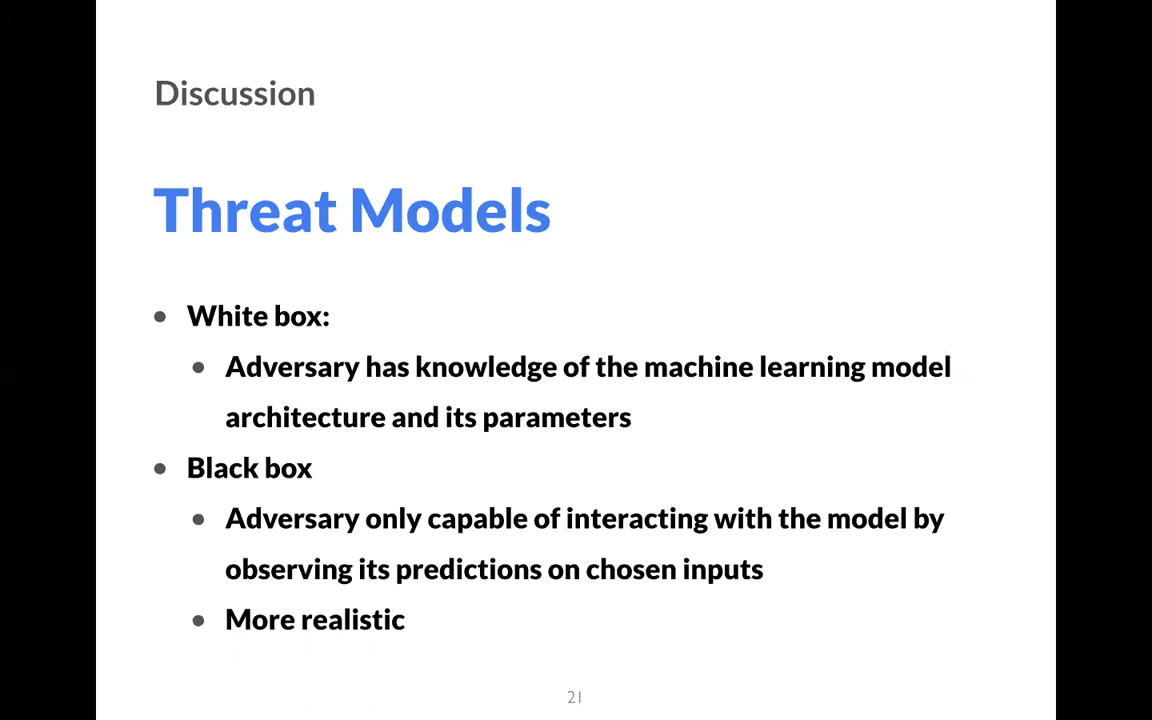 Discussion
Threat Models
• White box:
• Adversary has knowledge of the machine learning model
architecture and its parameters
• Black box
• Adversary only capable of interacting with the model by
observing its predictions on chosen inputs
• More realistic
21